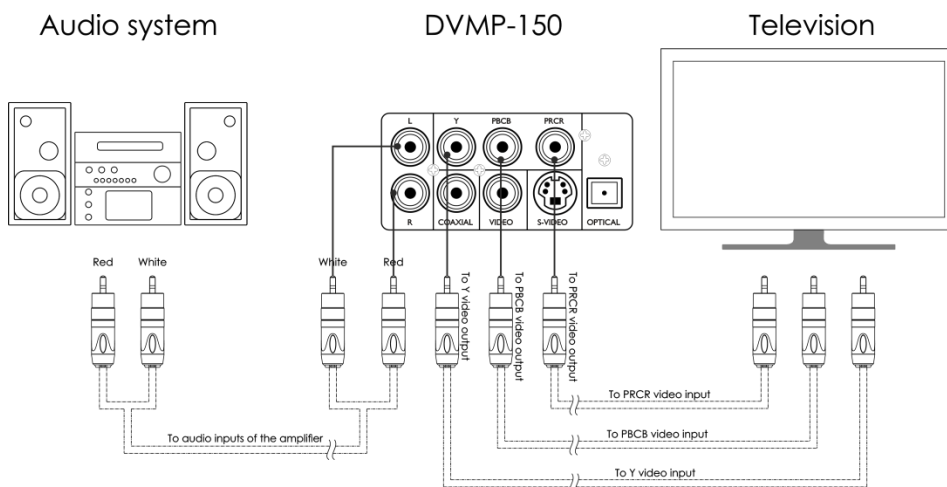 Audio system
DVMP-150
Television
L
Y
PBCB
PRCR
R
COAXIAL
VIDEO
S-VIDEO
OPTICAL
Red
White
White
Red
To Y video output
To PBCB video output
To PRCR video output
To PRCR video input
To audio inputs of the amplifier
To PBCB video input
To Y video input